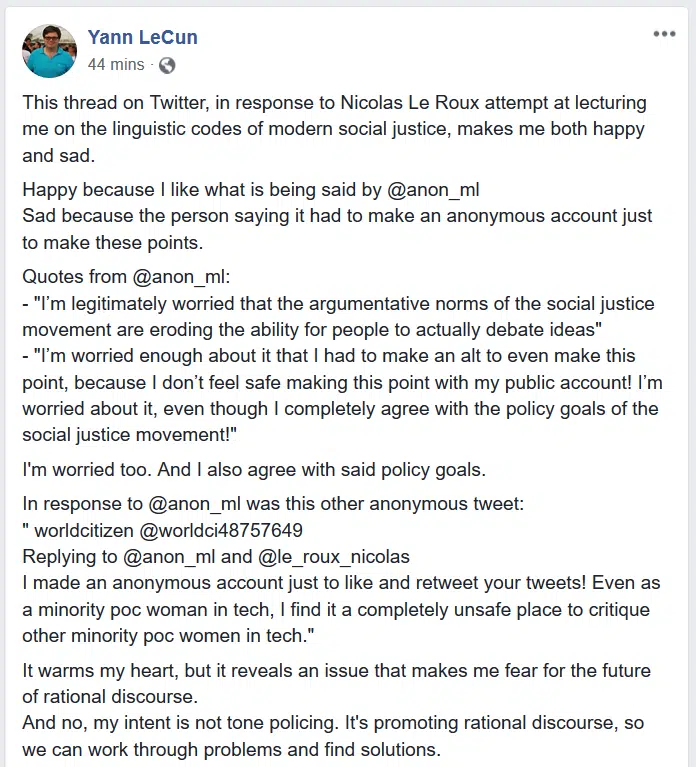 Yann LeCun
44 mins ·
This thread on Twitter, in response to Nicolas Le Roux attempt at lecturing
me on the linguistic codes of modern social justice, makes me both happy
and sad.
Happy because I like what is being said by @anon_ml
Sad because the person saying it had to make an anonymous account just
to make these points.
Quotes from @anon_ml:
- "I’m legitimately worried that the argumentative norms of the social justice
movement are eroding the ability for people to actually debate ideas"
- "I’m worried enough about it that I had to make an alt to even make this
point, because I don’t feel safe making this point with my public account! I’m
worried about it, even though I completely agree with the policy goals of the
social justice movement!"
I'm worried too. And I also agree with said policy goals.
In response to @anon_ml was this other anonymous tweet:
" worldcitizen @worldci48757649
Replying to @anon_ml and @le_roux_nicolas
I made an anonymous account just to like and retweet your tweets! Even as
a minority poc woman in tech, I find it a completely unsafe place to critique
other minority poc women in tech."
It warms my heart, but it reveals an issue that makes me fear for the future
of rational discourse.
And no, my intent is not tone policing. It's promoting rational discourse, so
we can work through problems and find solutions.